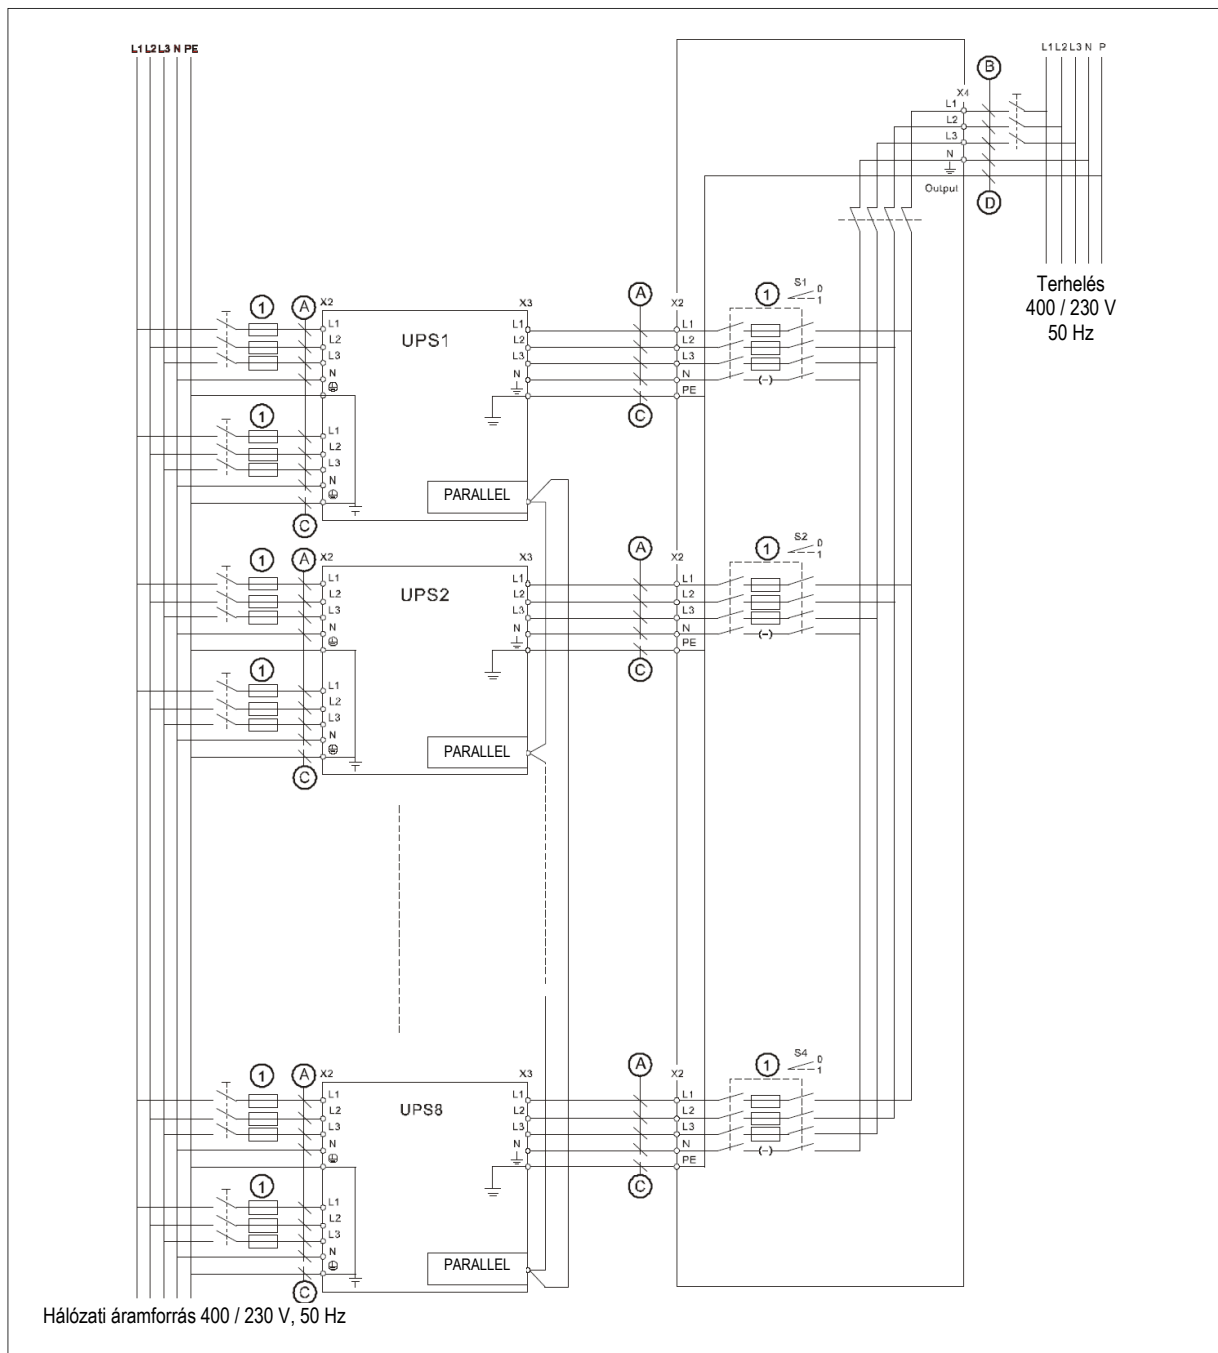 L1 L2 L3 N PE
L1 L2 L3 N P
B
X4
L1
L2
L3
N
Output
D
Terhelés
400 / 230 V
50 Hz
1 A X2 X3 A X2 1 S1 0
1
L1 L1 L1
UPS1
L2 L2 L2
L3 L3 L3
N N N
PE
1 C
L1
L2
L3
N
PARALLEL
C
1 A X2 X3 A X2 1 S2 0
1
L1 L1 L1
UPS2
L2 L2 L2
L3 L3 L3
N N N
PE
1 C
L1
L2
L3
N
PARALLEL
C
1 A X2 X3 A X2 1 S4 0
1
L1 L1 L1
UPS8
L2 L2 L2
L3 L3 L3
N N N
PE
1 C
L1
L2
L3
N
PARALLEL
C
Hálózati áramforrás 400 / 230 V, 50 Hz